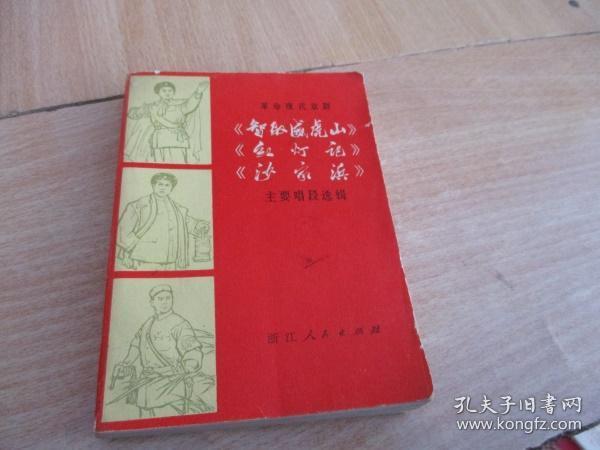 革命现代京剧
《智取威虎山》
《红灯记》
《沙家浜》
主要唱段选辑
浙江人民出版社
孔夫子旧书网
www.kongfz.com